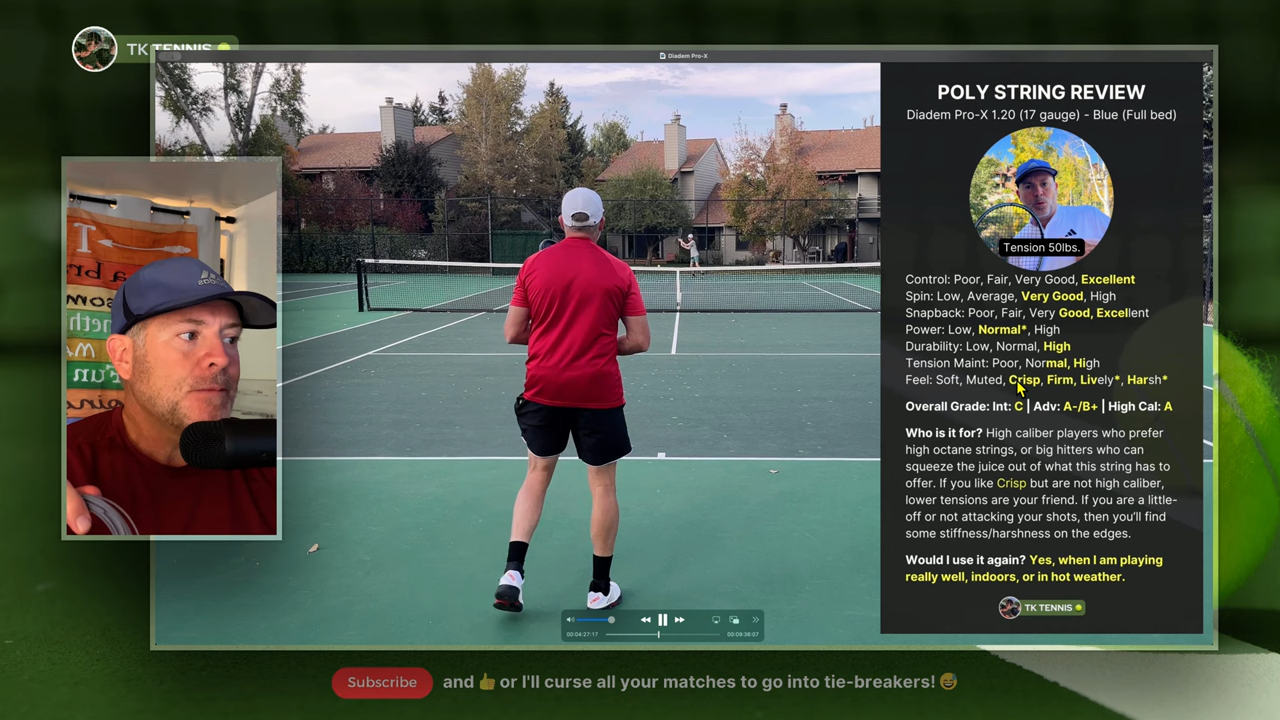 TK TENNIS
Diadem Pro-X
POLY STRING REVIEW
Diadem Pro-X 1.20 (17 gauge) - Blue (Full bed)
Tension 50lbs.
Control: Poor, Fair, Very Good, Excellent
Spin: Low, Average, Very Good, High
Snapback: Poor, Fair, Very Good, Excellent
Power: Low, Normal*, High
Durability: Low, Normal, High
Tension Maint: Poor, Normal, High
Feel: Soft, Muted, Crisp, Firm, Lively*, Harsh*
Overall Grade: Int: C | Adv: A-/B+ | High Cal: A
Who is it for? High caliber players who prefer
high octane strings, or big hitters who can
squeeze the juice out of what this string has to
offer. If you like Crisp but are not high caliber,
lower tensions are your friend. If you are a little-
off or not attacking your shots, then you'll find
some stiffness/harshness on the edges.
Would I use it again? Yes, when I am playing
really well, indoors, or in hot weather.
TK TENNIS
00:04:27:17
00:09:36:07
Subscribe and 👍 or I'll curse all your matches to go into tie-breakers! 😅